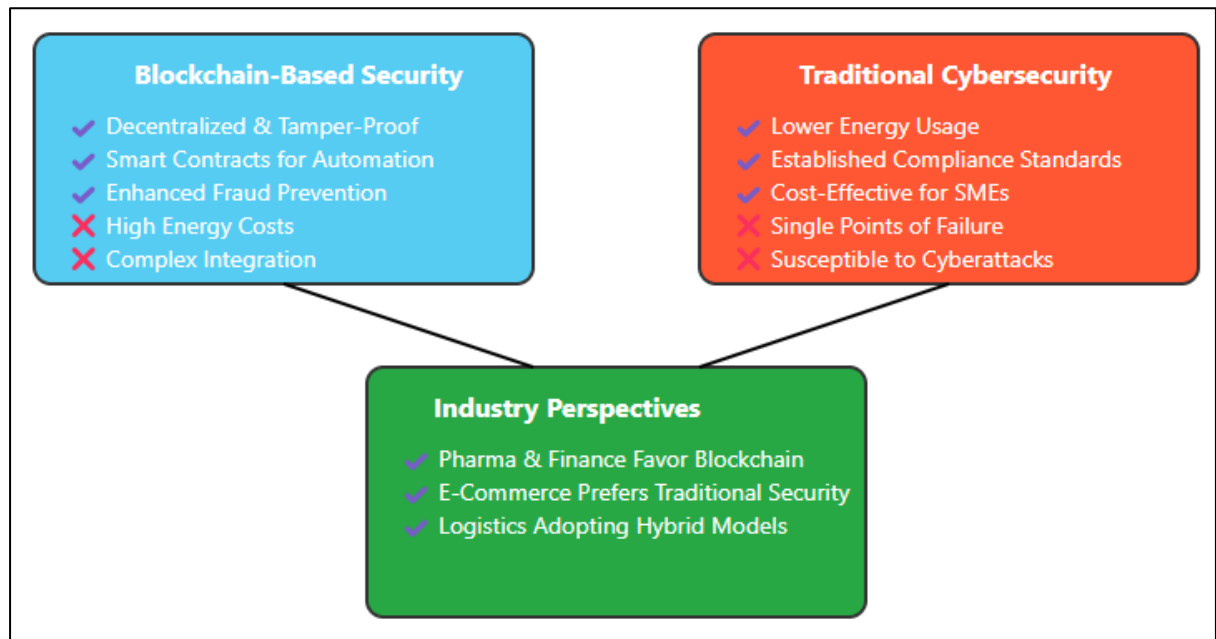 Blockchain-Based Security
✔ Decentralized & Tamper-Proof
✔ Smart Contracts for Automation
✔ Enhanced Fraud Prevention
❌ High Energy Costs
❌ Complex Integration
Traditional Cybersecurity
✔ Lower Energy Usage
✔ Established Compliance Standards
✔ Cost-Effective for SMEs
❌ Single Points of Failure
❌ Susceptible to Cyberattacks
Industry Perspectives
✔ Pharma & Finance Favor Blockchain
✔ E-Commerce Prefers Traditional Security
✔ Logistics Adopting Hybrid Models